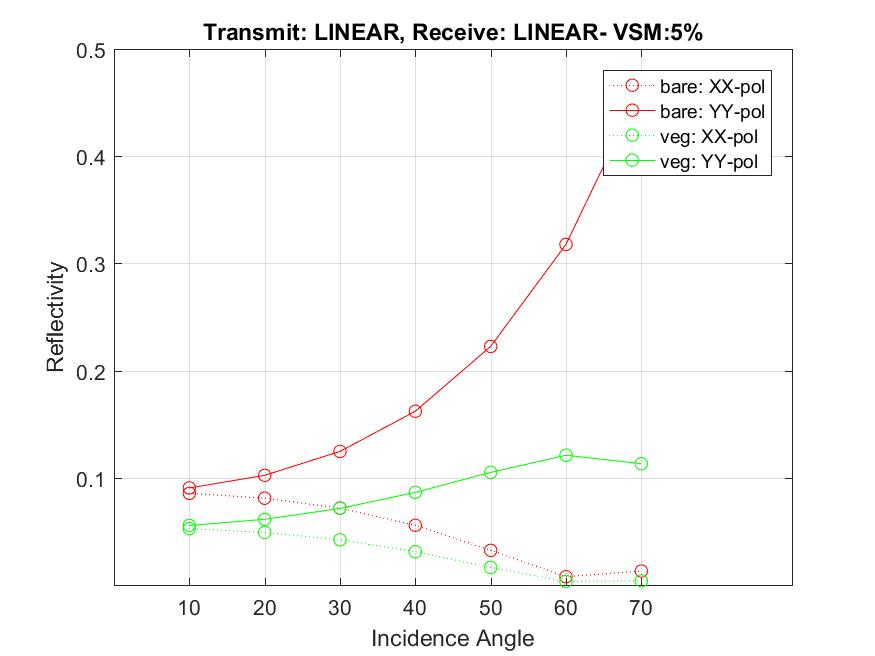 Transmit: LINEAR, Receive: LINEAR- VSM:5%
0.5
0.4
0.3
0.2
0.1
Reflectivity
bare: XX-pol
bare: YY-pol
veg: XX-pol
veg: YY-pol
10 20 30 40 50 60 70
Incidence Angle